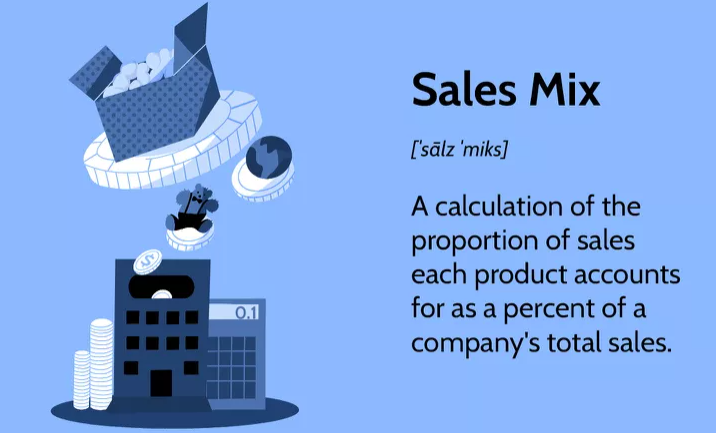 Sales Mix
['sālz 'miks]
A calculation of the
proportion of sales
each product accounts
for as a percent of a
company's total sales.
$
0.1